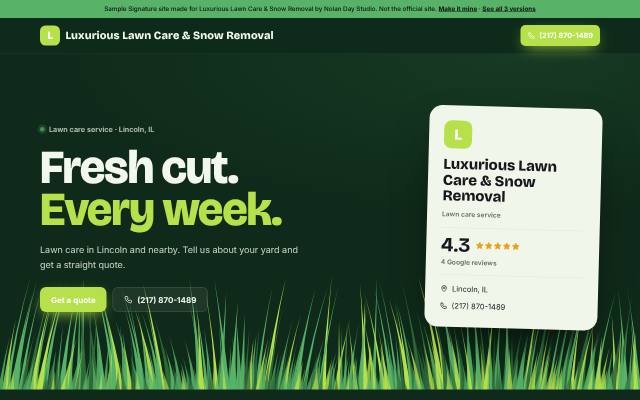 Sample Signature site made for Luxurious Lawn Care & Snow Removal by Nolan Day Studio. Not the official site. Make it mine · See all 3 versions
L Luxurious Lawn Care & Snow Removal
(217) 870-1489
Lawn care service · Lincoln, IL
Fresh cut.
Every week.
Lawn care in Lincoln and nearby. Tell us about your yard and
get a straight quote.
Get a quote
(217) 870-1489
L
Luxurious Lawn
Care & Snow
Removal
Lawn care service
4.3 ★★★★★
4 Google reviews
Lincoln, IL
(217) 870-1489